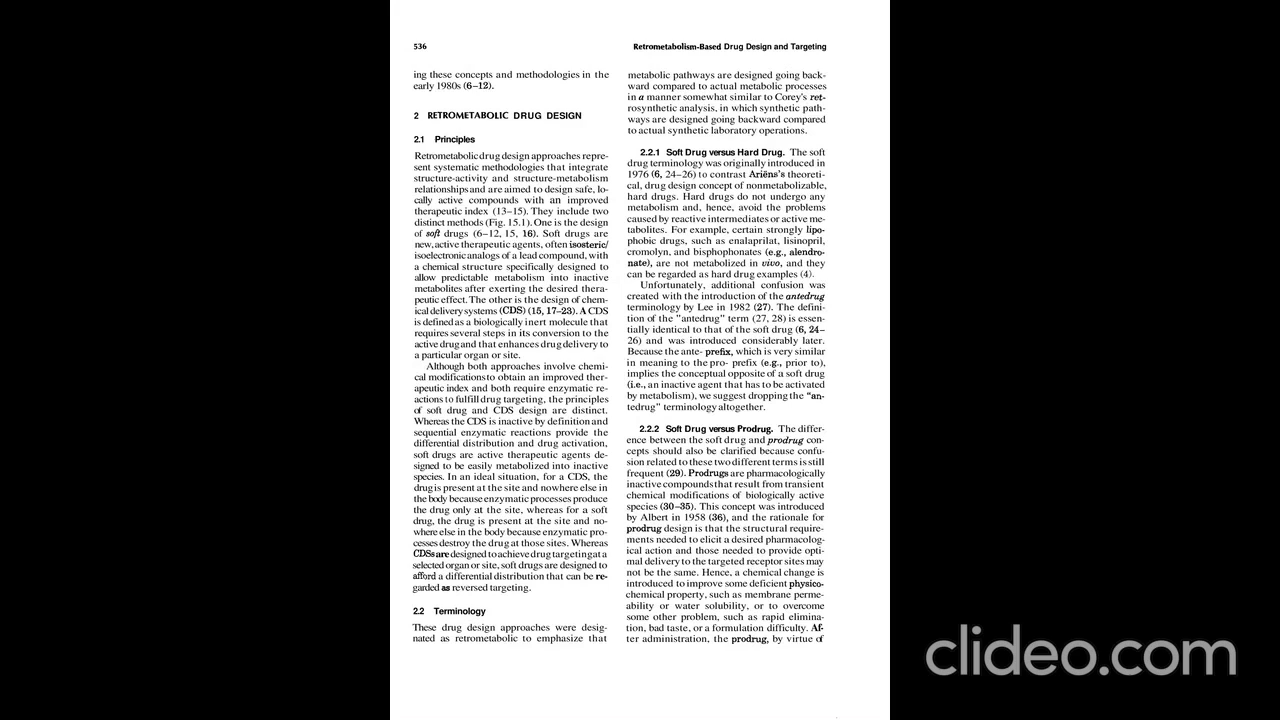 536
Retrometabolism-Based Drug Design and Targeting
ing these concepts and methodologies in the
early 1980s (6–12).
2 RETROMETABOLIC DRUG DESIGN
2.1 Principles
Retrometabolic drug design approaches repre-
sent systematic methodologies that integrate
structure-activity and structure-metabolism
relationships and are aimed to design safe, lo-
cally active compounds with an improved
therapeutic index (13–15). They include two
distinct methods (Fig. 15.1). One is the design
of soft drugs (6–12, 15, 16). Soft drugs are
new, active therapeutic agents, often isosteric/
isoelectronic analogs of a lead compound, with
a chemical structure specifically designed to
allow predictable metabolism into inactive
metabolites after exerting the desired thera-
peutic effect. The other is the design of chem-
ical delivery systems (CDS) (15, 17–23). A CDS
is defined as a biologically inert molecule that
requires several steps in its conversion to the
active drug and that enhances drug delivery to
a particular organ or site.
Although both approaches involve chemi-
cal modifications to obtain an improved ther-
apeutic index and both require enzymatic re-
actions to fulfill drug targeting, the principles
of soft drug and CDS design are distinct.
Whereas the CDS is inactive by definition and
sequential enzymatic reactions provide the
differential distribution and drug activation,
soft drugs are active therapeutic agents de-
signed to be easily metabolized into inactive
species. In an ideal situation, for a CDS, the
drug is present at the site and nowhere else in
the body because enzymatic processes produce
the drug only at the site, whereas for a soft
drug, the drug is present at the site and no-
where else in the body because enzymatic pro-
cesses destroy the drug at those sites. Whereas
CDSs are designed to achieve drug targeting at a
selected organ or site, soft drugs are designed to
afford a differential distribution that can be re-
garded as reversed targeting.
2.2 Terminology
These drug design approaches were desig-
nated as retrometabolic to emphasize that
metabolic pathways are designed going back-
ward compared to actual metabolic processes
in a manner somewhat similar to Corey's ret-
rosynthetic analysis, in which synthetic path-
ways are designed going backward compared
to actual synthetic laboratory operations.
2.2.1 Soft Drug versus Hard Drug. The soft
drug terminology was originally introduced in
1976 (6, 24–26) to contrast Ariëns's theoreti-
cal, drug design concept of nonmetabolizable,
hard drugs. Hard drugs do not undergo any
metabolism and, hence, avoid the problems
caused by reactive intermediates or active me-
tabolites. For example, certain strongly lipo-
phobic drugs, such as enalaprilat, lisinopril,
cromolyn, and bisphophonates (e.g., alendro-
nate), are not metabolized in vivo, and they
can be regarded as hard drug examples (4).
Unfortunately, additional confusion was
created with the introduction of the antedrug
terminology by Lee in 1982 (27). The defini-
tion of the "antedrug" term (27, 28) is essen-
tially identical to that of the soft drug (6, 24–
26) and was introduced considerably later.
Because the ante- prefix, which is very similar
in meaning to the pro- prefix (e.g., prior to),
implies the conceptual opposite of a soft drug
(i.e., an inactive agent that has to be activated
by metabolism), we suggest dropping the "an-
tedrug" terminology altogether.
2.2.2 Soft Drug versus Prodrug. The differ-
ence between the soft drug and prodrug con-
cepts should also be clarified because confu-
sion related to these two different terms is still
frequent (29). Prodrugs are pharmacologically
inactive compounds that result from transient
chemical modifications of biologically active
species (30–35). This concept was introduced
by Albert in 1958 (36), and the rationale for
prodrug design is that the structural require-
ments needed to elicit a desired pharmacolog-
ical action and those needed to provide opti-
mal delivery to the targeted receptor sites may
not be the same. Hence, a chemical change is
introduced to improve some deficient physico-
chemical property, such as membrane perme-
ability or water solubility, or to overcome
some other problem, such as rapid elimina-
tion, bad taste, or a formulation difficulty. Af-
ter administration, the prodrug, by virtue of
clideo.com